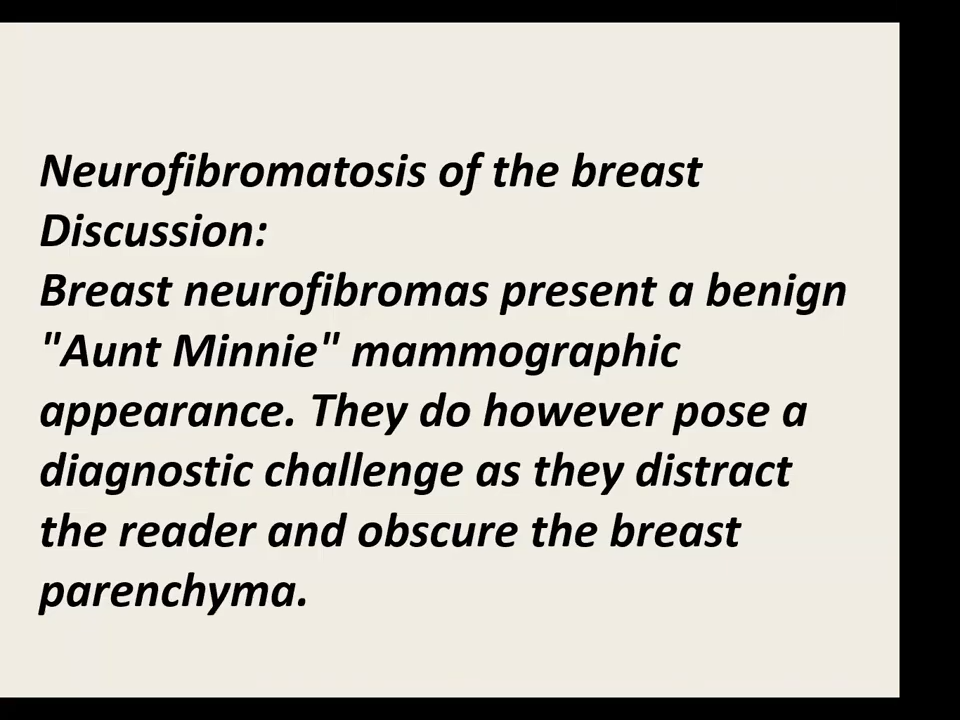 Neurofibromatosis of the breast
Discussion:
Breast neurofibromas present a benign
"Aunt Minnie" mammographic
appearance. They do however pose a
diagnostic challenge as they distract
the reader and obscure the breast
parenchyma.